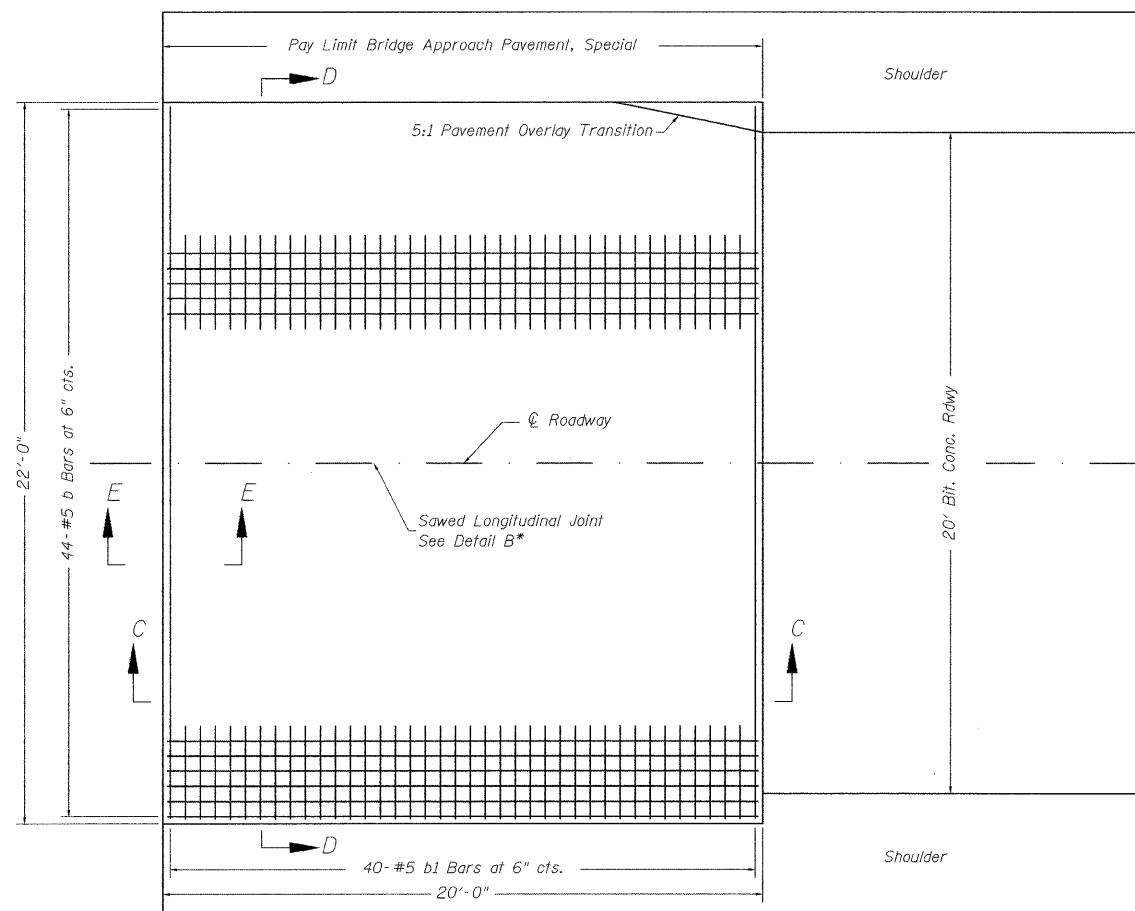 Pay Limit Bridge Approach Pavement, Special
Shoulder
D
5:1 Pavement Overlay Transition
44-#5 b Bars at 6" cts.
22'-0"
℄ Roadway
20' Bit. Conc. Rdwy
E
E
Sawed Longitudinal Joint
See Detail B*
C
C
D
40-#5 b1 Bars at 6" cts.
20'-0"
Shoulder